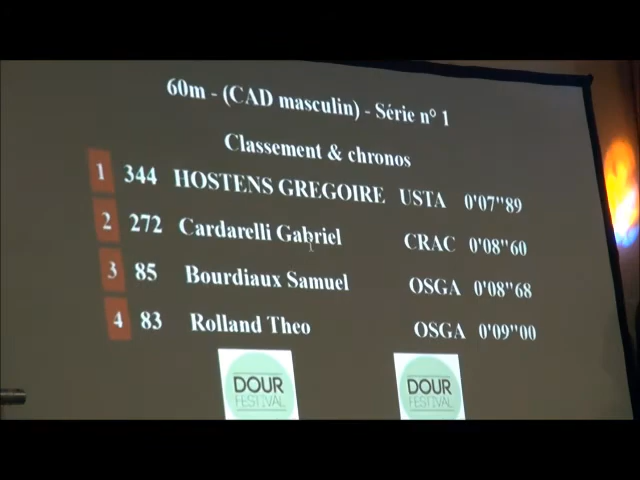 60m - (CAD masculin) - Série n° 1
Classement & chronos
1 344 HOSTENS GREGOIRE USTA 0'07"89
2 272 Cardarelli Gabriel CRAC 0'08"60
3 85 Bourdiaux Samuel OSGA 0'08"68
4 83 Rolland Theo OSGA 0'09"00
DOUR FESTIVAL
DOUR FESTIVAL